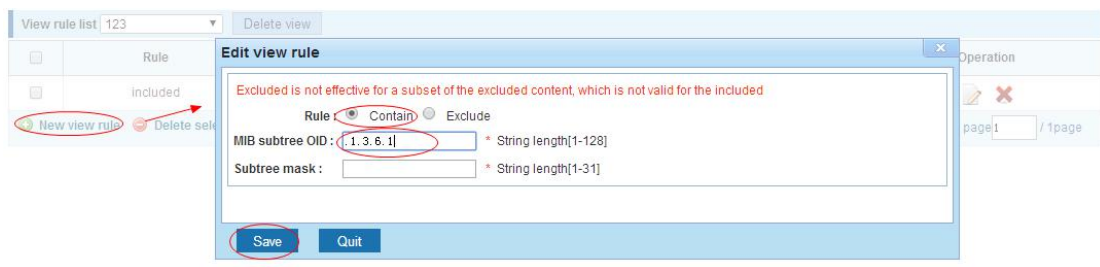 View rule list 123 Delete view
Edit view rule
Rule Operation
Excluded is not effective for a subset of the excluded content, which is not valid for the included
included
Rule : Contain Exclude
New view rule Delete sele page 1 / 1page
MIB subtree OID : .1.3.6.1 * String length[1-128]
Subtree mask : * String length[1-31]
Save Quit